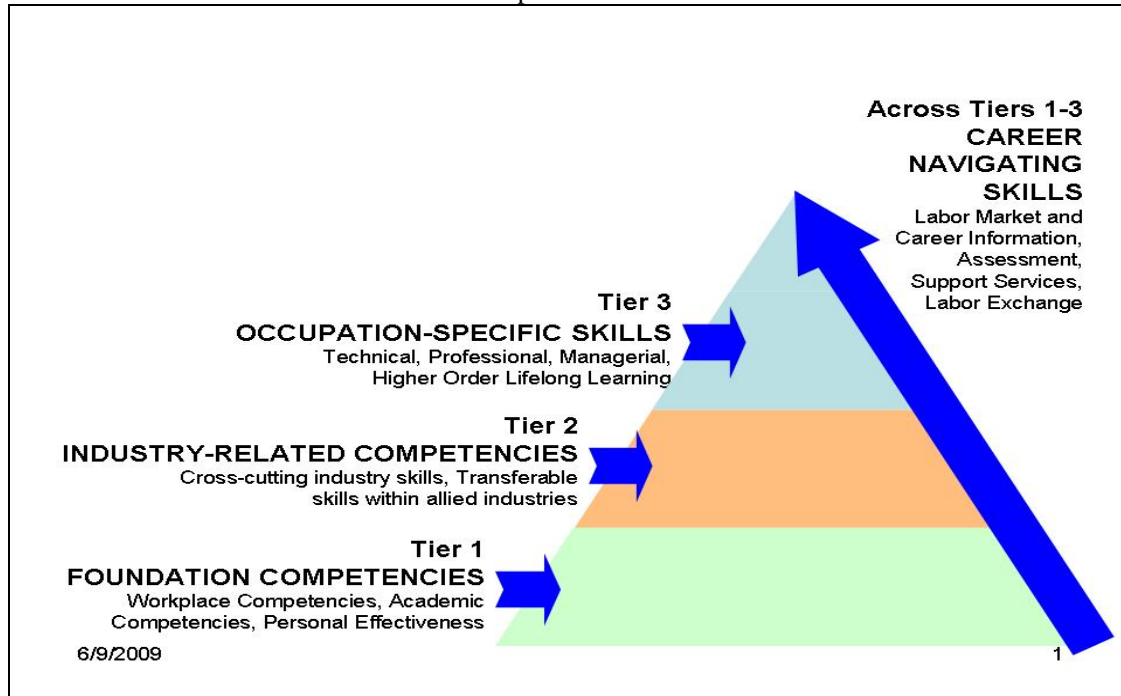 Across Tiers 1-3
CAREER
NAVIGATING
SKILLS
Labor Market and
Career Information,
Assessment,
Support Services,
Labor Exchange
Tier 3
OCCUPATION-SPECIFIC SKILLS
Technical, Professional, Managerial,
Higher Order Lifelong Learning
Tier 2
INDUSTRY-RELATED COMPETENCIES
Cross-cutting industry skills, Transferable
skills within allied industries
Tier 1
FOUNDATION COMPETENCIES
Workplace Competencies, Academic
Competencies, Personal Effectiveness
6/9/2009
1